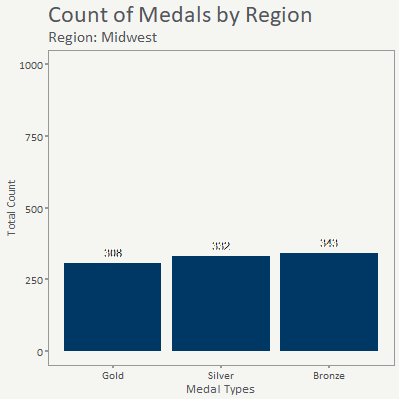 Count of Medals by Region
Region: Midwest
1000
750
500
250
0
Total Count
308
332
343
Gold
Silver
Bronze
Medal Types